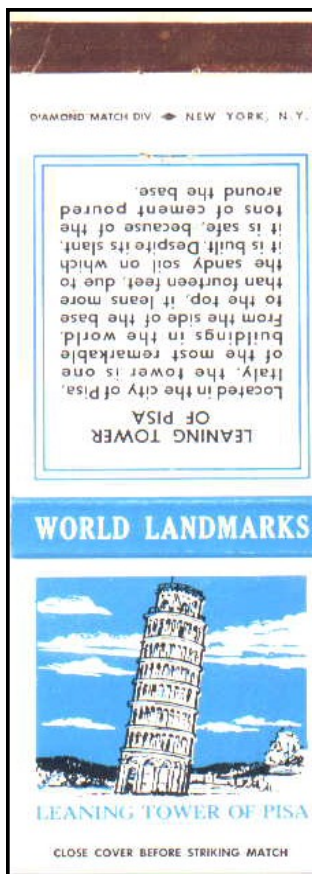 DIAMOND MATCH DIV. NEW YORK, N.Y.
LEANING TOWER
OF PISA
Located in the city of Pisa,
Italy, the tower is one
of the most remarkable
buildings in the world.
From the side of the base
to the top, it leans more
than fourteen feet, due to
the sandy soil on which
it is built. Despite its slant,
it is safe, because of the
tons of cement poured
around the base.
WORLD LANDMARKS
LEANING TOWER OF PISA
CLOSE COVER BEFORE STRIKING MATCH